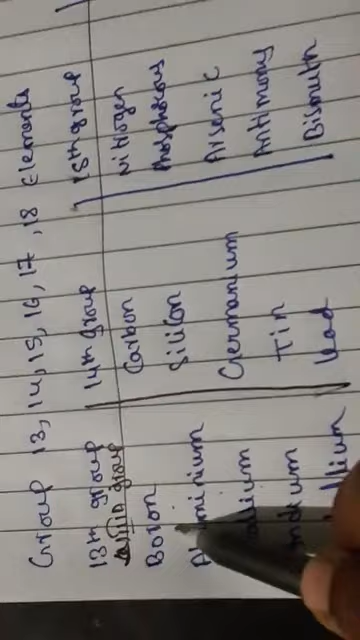 Group 13, 14, 15, 16, 17, 18 Elements
13th group 14th group 15th group
Boron Carbon Nitrogen
Silicon Phosphorous
Germanium Arsenic
Tin Antimony
Lead Bismuth